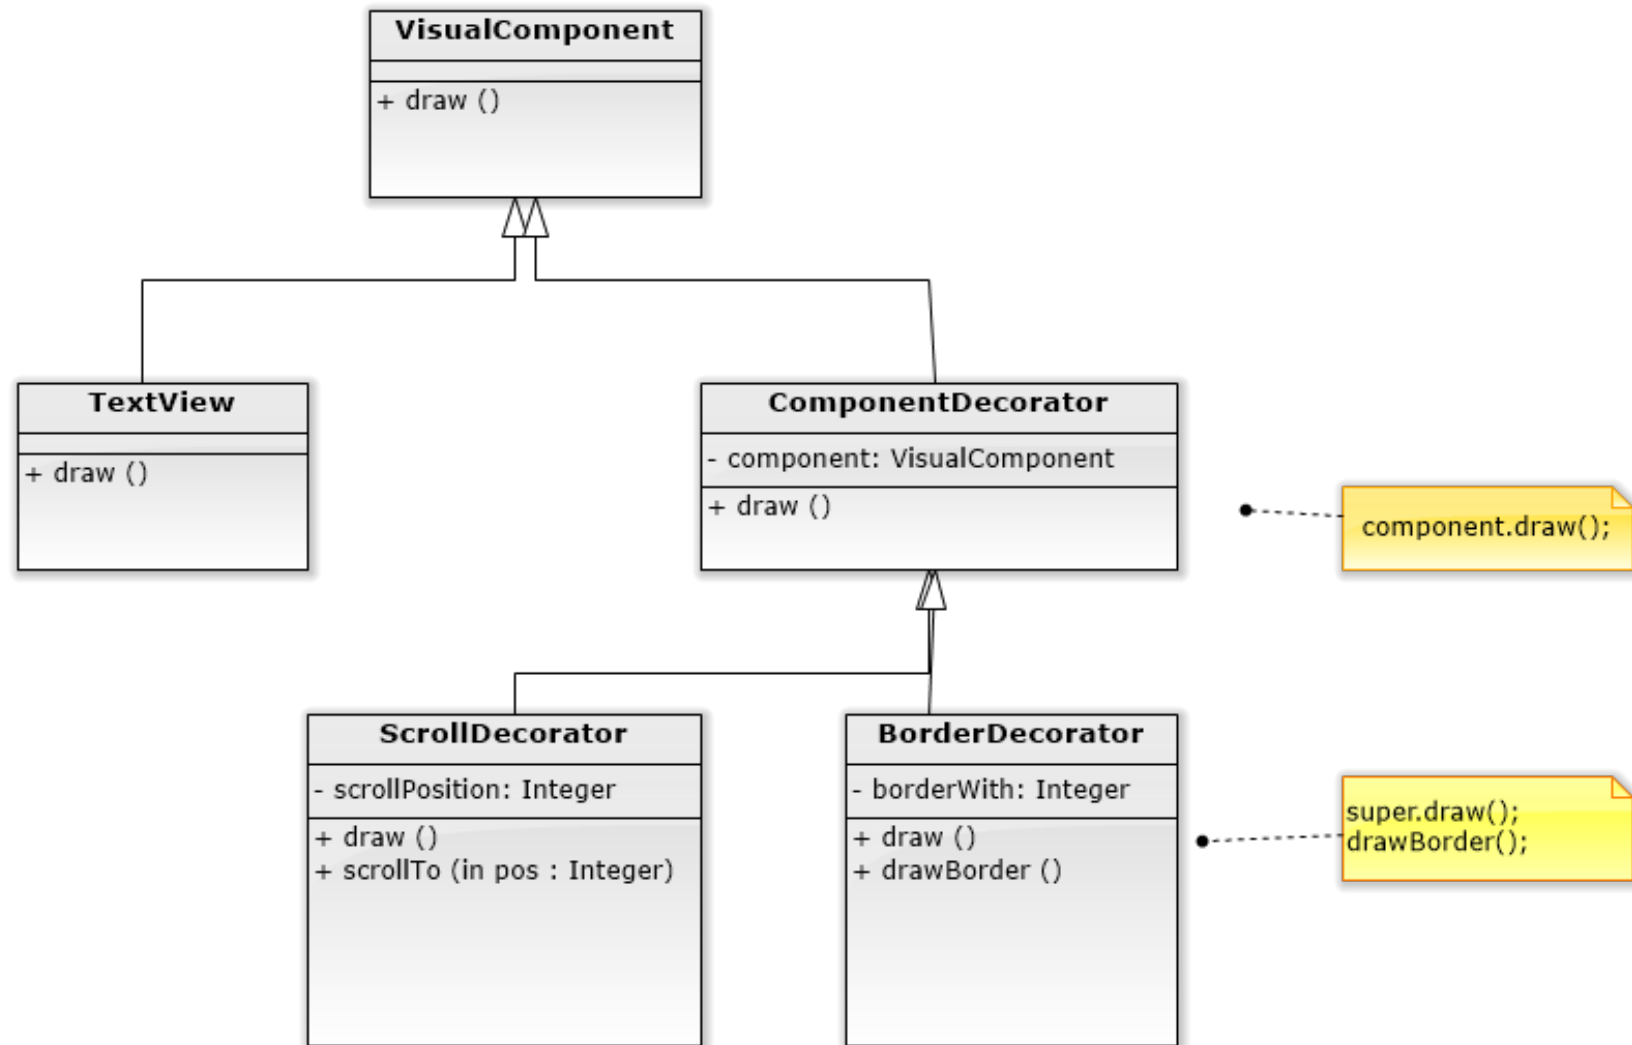 VisualComponent
+ draw ()
TextView
+ draw ()
ComponentDecorator
- component: VisualComponent
+ draw ()
component.draw();
ScrollDecorator
- scrollPosition: Integer
+ draw ()
+ scrollTo (in pos : Integer)
BorderDecorator
- borderWith: Integer
+ draw ()
+ drawBorder ()
super.draw();
drawBorder();